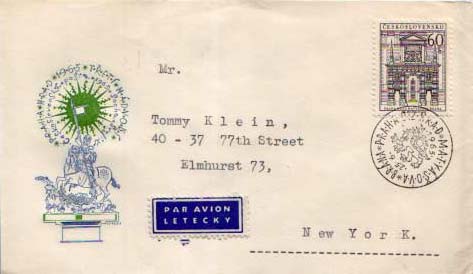 ČESKOSLOVENSKO
60
Mr.
Tommy Klein,
40 - 37 77th Street
Elmhurst 73,
PAR AVION
LETECKY
New York.